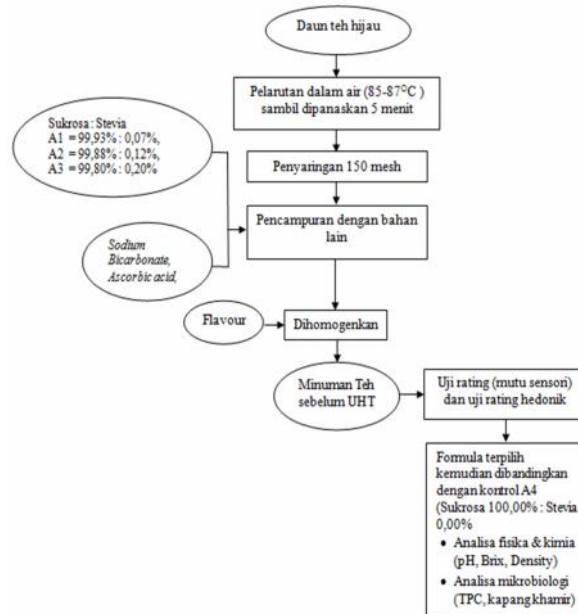 Daun teh hijau
Pelarutan dalam air (85-87⁰C )
sambil dipanaskan 5 menit
Sukrosa : Stevia
A1 = 99,93% : 0,07%,
A2 = 99,88% : 0,12%,
A3 = 99,80% : 0,20%
Penyaringan 150 mesh
Pencampuran dengan bahan
lain
Sodium
Bicarbonate,
Ascorbic acid,
Flavour
Dihomogenkan
Minuman Teh
sebelum UHT
Uji rating (mutu sensori)
dan uji rating hedonik
Formula terpilih
kemudian dibandingkan
dengan kontrol A4
(Sukrosa 100,00% : Stevia
0,00%
• Analisa fisika & kimia
(pH, Brix, Density)
• Analisa mikrobiologi
(TPC, kapang khamir)